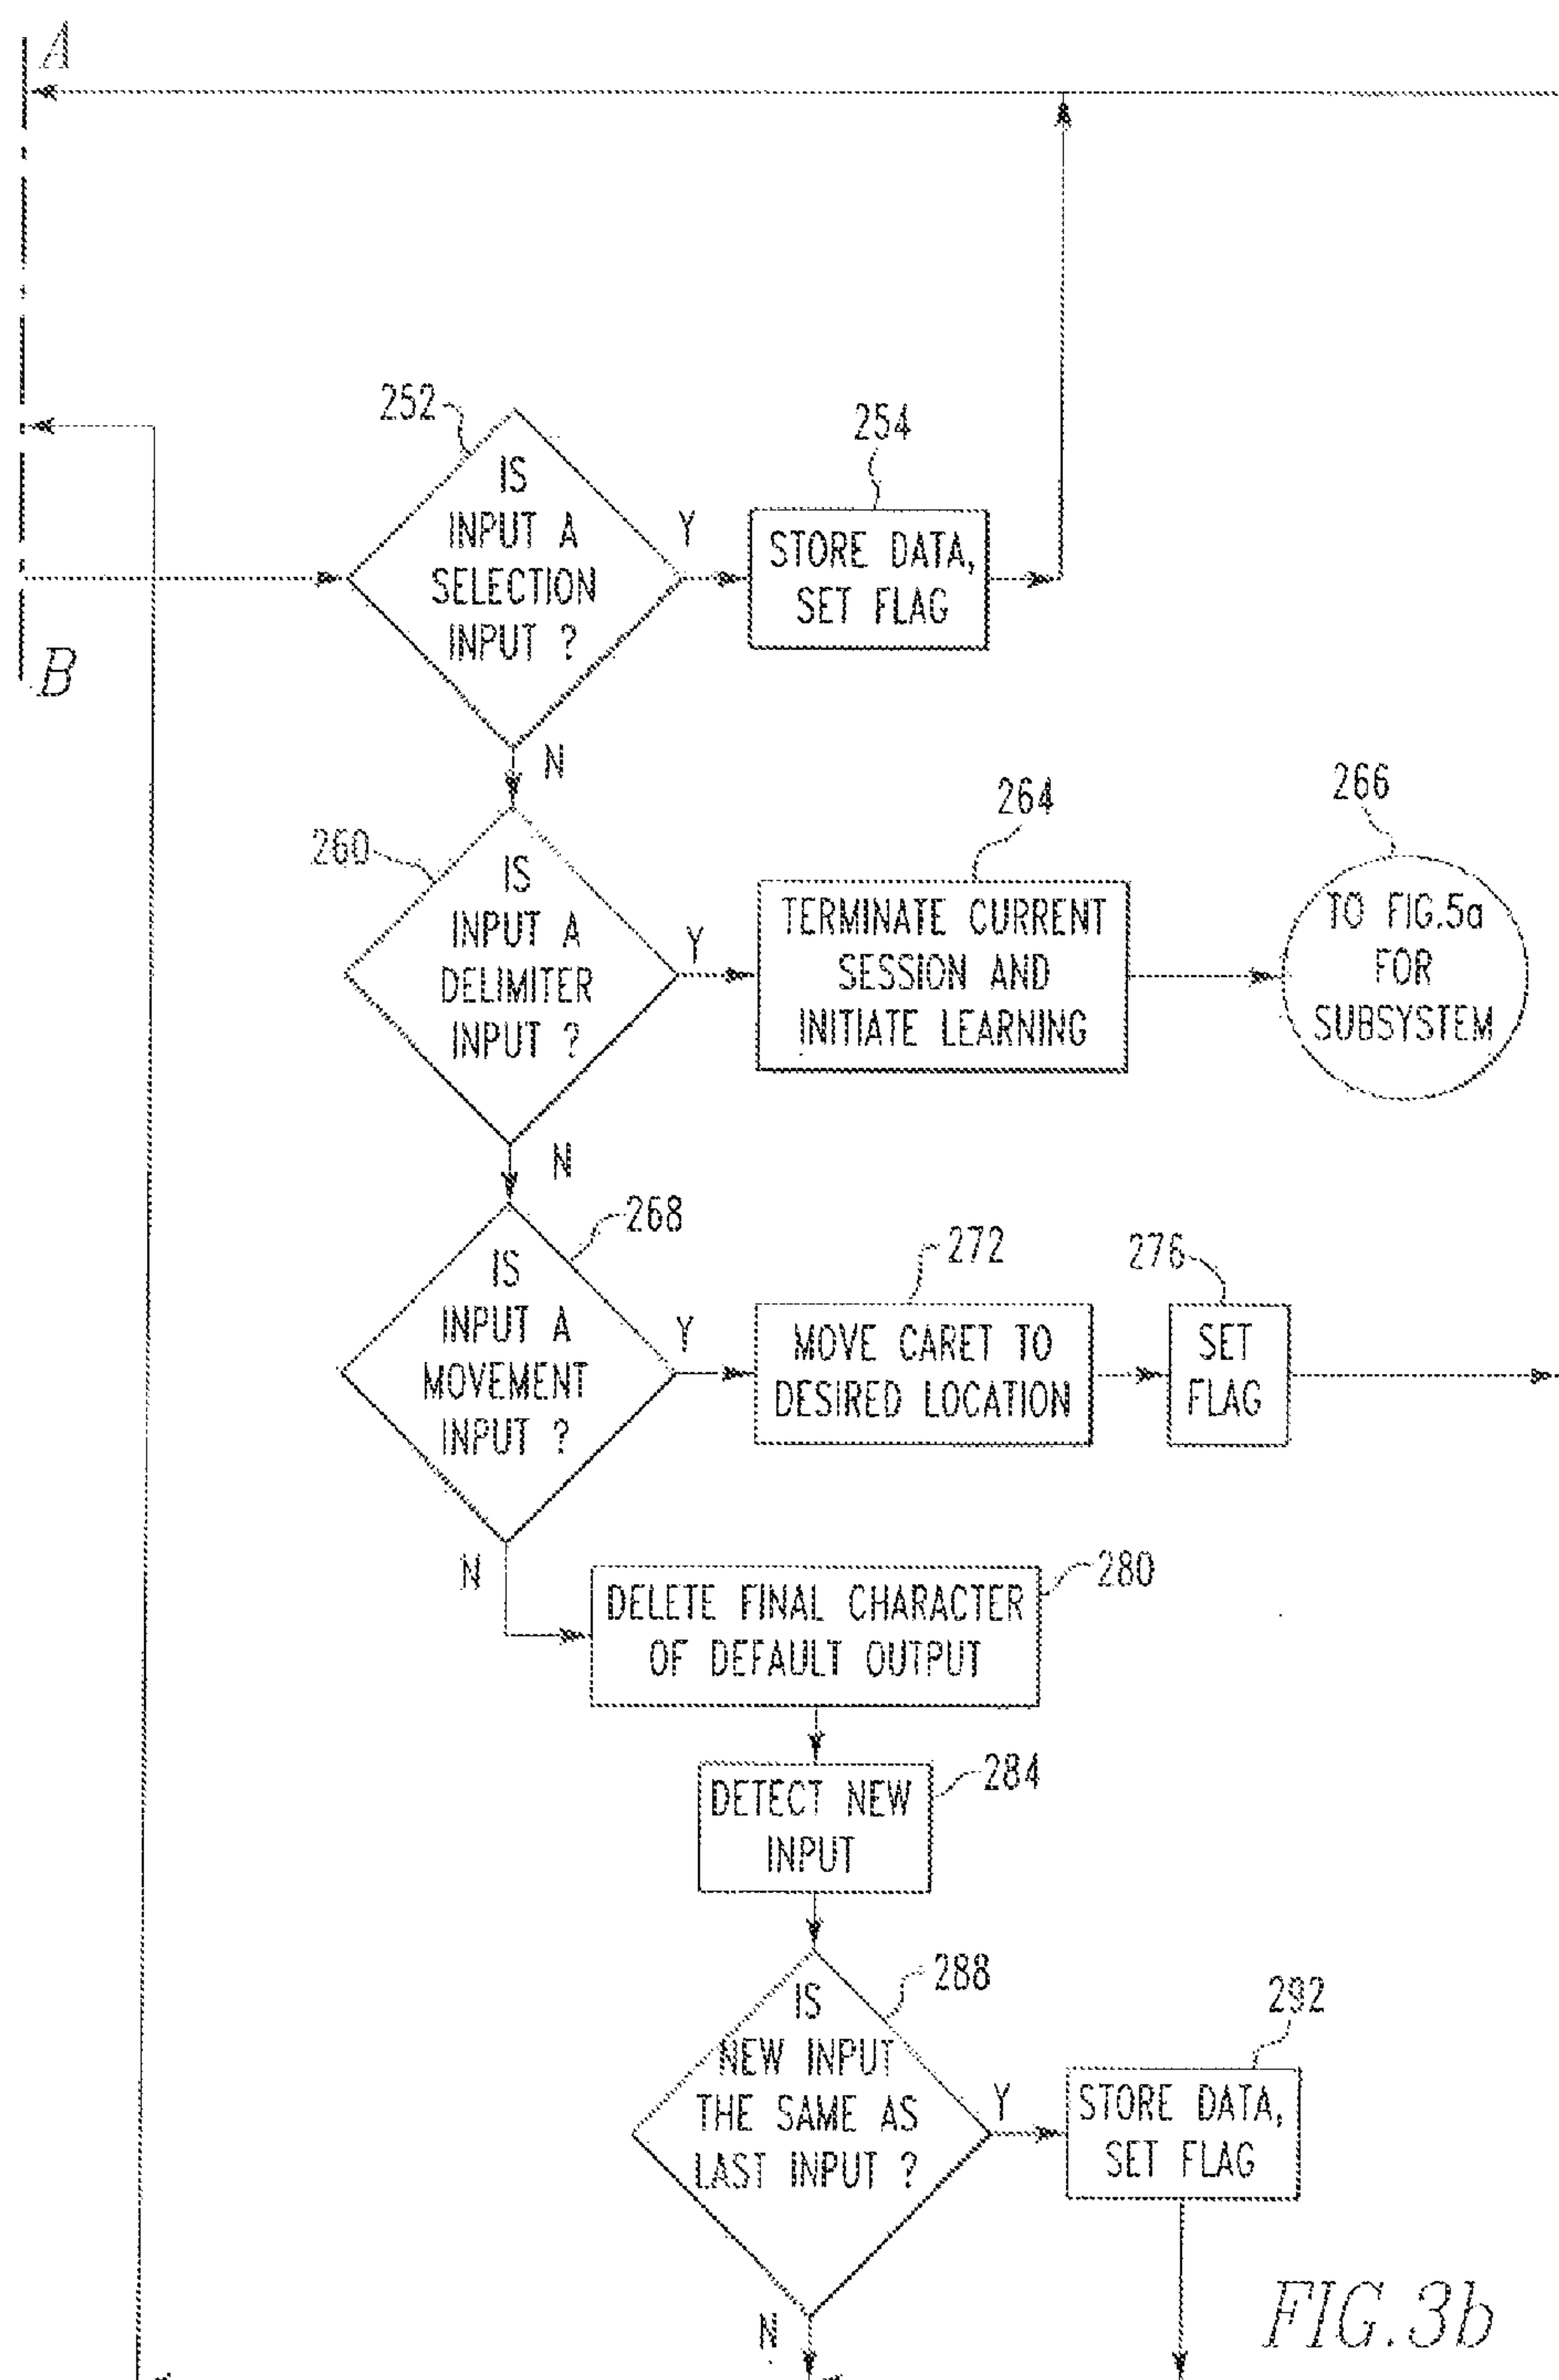 A
252
IS
INPUT A
SELECTION
INPUT ?
Y
254
STORE DATA,
SET FLAG
B
N
260
IS
INPUT A
DELIMITER
INPUT ?
Y
264
TERMINATE CURRENT
SESSION AND
INITIATE LEARNING
266
TO FIG.5a
FOR
SUBSYSTEM
N
268
IS
INPUT A
MOVEMENT
INPUT ?
Y
272
MOVE CARET TO
DESIRED LOCATION
276
SET
FLAG
N
280
DELETE FINAL CHARACTER
OF DEFAULT OUTPUT
284
DETECT NEW
INPUT
288
IS
NEW INPUT
THE SAME AS
LAST INPUT ?
Y
292
STORE DATA,
SET FLAG
N
FIG.3b